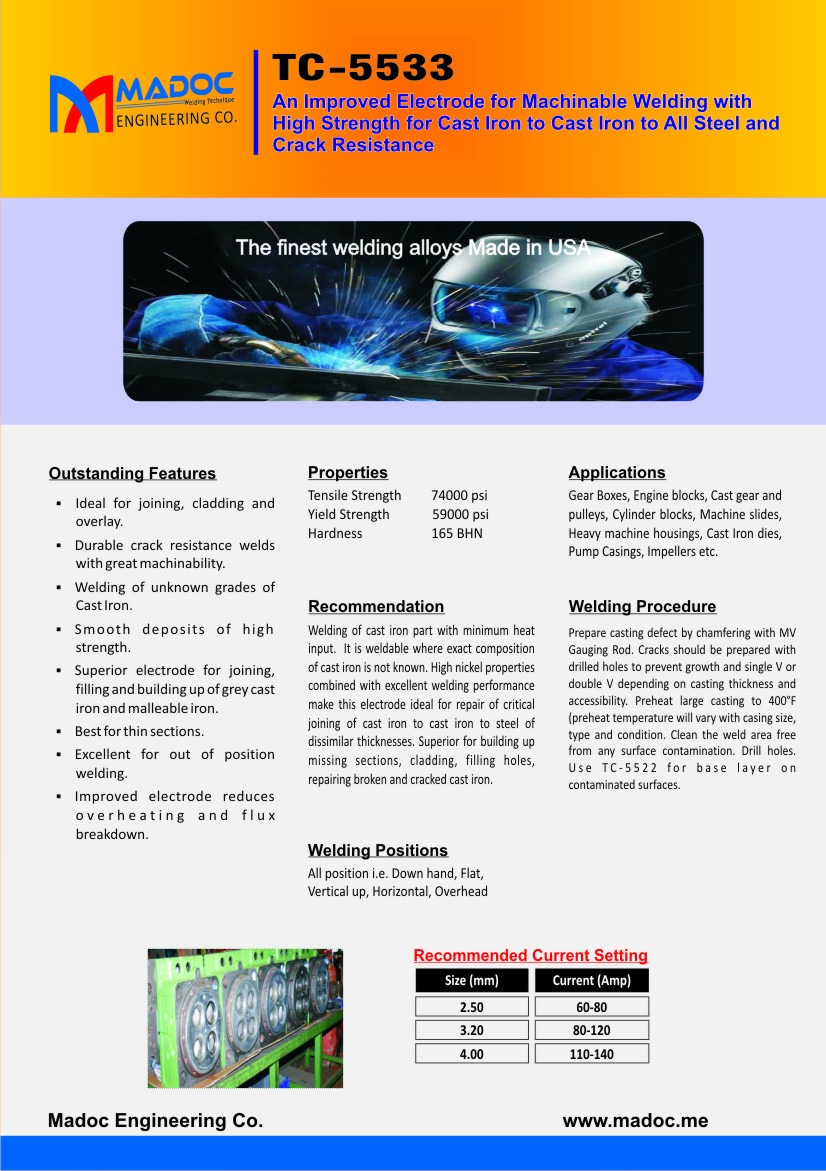 MADOC
Welding Technique
ENGINEERING CO.
TC-5533
An Improved Electrode for Machinable Welding with
High Strength for Cast Iron to Cast Iron to All Steel and
Crack Resistance
The finest welding alloys Made in USA
optrel
Outstanding Features
▪ Ideal for joining, cladding and
overlay.
▪ Durable crack resistance welds
with great machinability.
▪ Welding of unknown grades of
Cast Iron.
▪ Smooth deposits of high
strength.
▪ Superior electrode for joining,
filling and building up of grey cast
iron and malleable iron.
▪ Best for thin sections.
▪ Excellent for out of position
welding.
▪ Improved electrode reduces
overheating and flux
breakdown.
Properties
Tensile Strength 74000 psi
Yield Strength 59000 psi
Hardness 165 BHN
Recommendation
Welding of cast iron part with minimum heat
input. It is weldable where exact composition
of cast iron is not known. High nickel properties
combined with excellent welding performance
make this electrode ideal for repair of critical
joining of cast iron to cast iron to steel of
dissimilar thicknesses. Superior for building up
missing sections, cladding, filling holes,
repairing broken and cracked cast iron.
Welding Positions
All position i.e. Down hand, Flat,
Vertical up, Horizontal, Overhead
Applications
Gear Boxes, Engine blocks, Cast gear and
pulleys, Cylinder blocks, Machine slides,
Heavy machine housings, Cast Iron dies,
Pump Casings, Impellers etc.
Welding Procedure
Prepare casting defect by chamfering with MV
Gauging Rod. Cracks should be prepared with
drilled holes to prevent growth and single V or
double V depending on casting thickness and
accessibility. Preheat large casting to 400°F
(preheat temperature will vary with casing size,
type and condition. Clean the weld area free
from any surface contamination. Drill holes.
Use TC-5522 for base layer on
contaminated surfaces.
Recommended Current Setting
Size (mm) Current (Amp)
2.50 60-80
3.20 80-120
4.00 110-140
Madoc Engineering Co. www.madoc.me